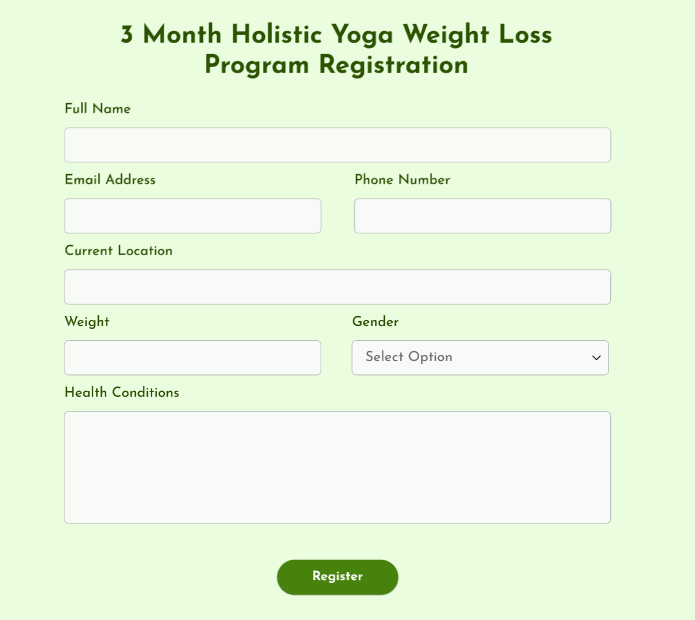 3 Month Holistic Yoga Weight Loss
Program Registration
Full Name
Email Address
Phone Number
Current Location
Weight
Gender
Select Option
Health Conditions
Register